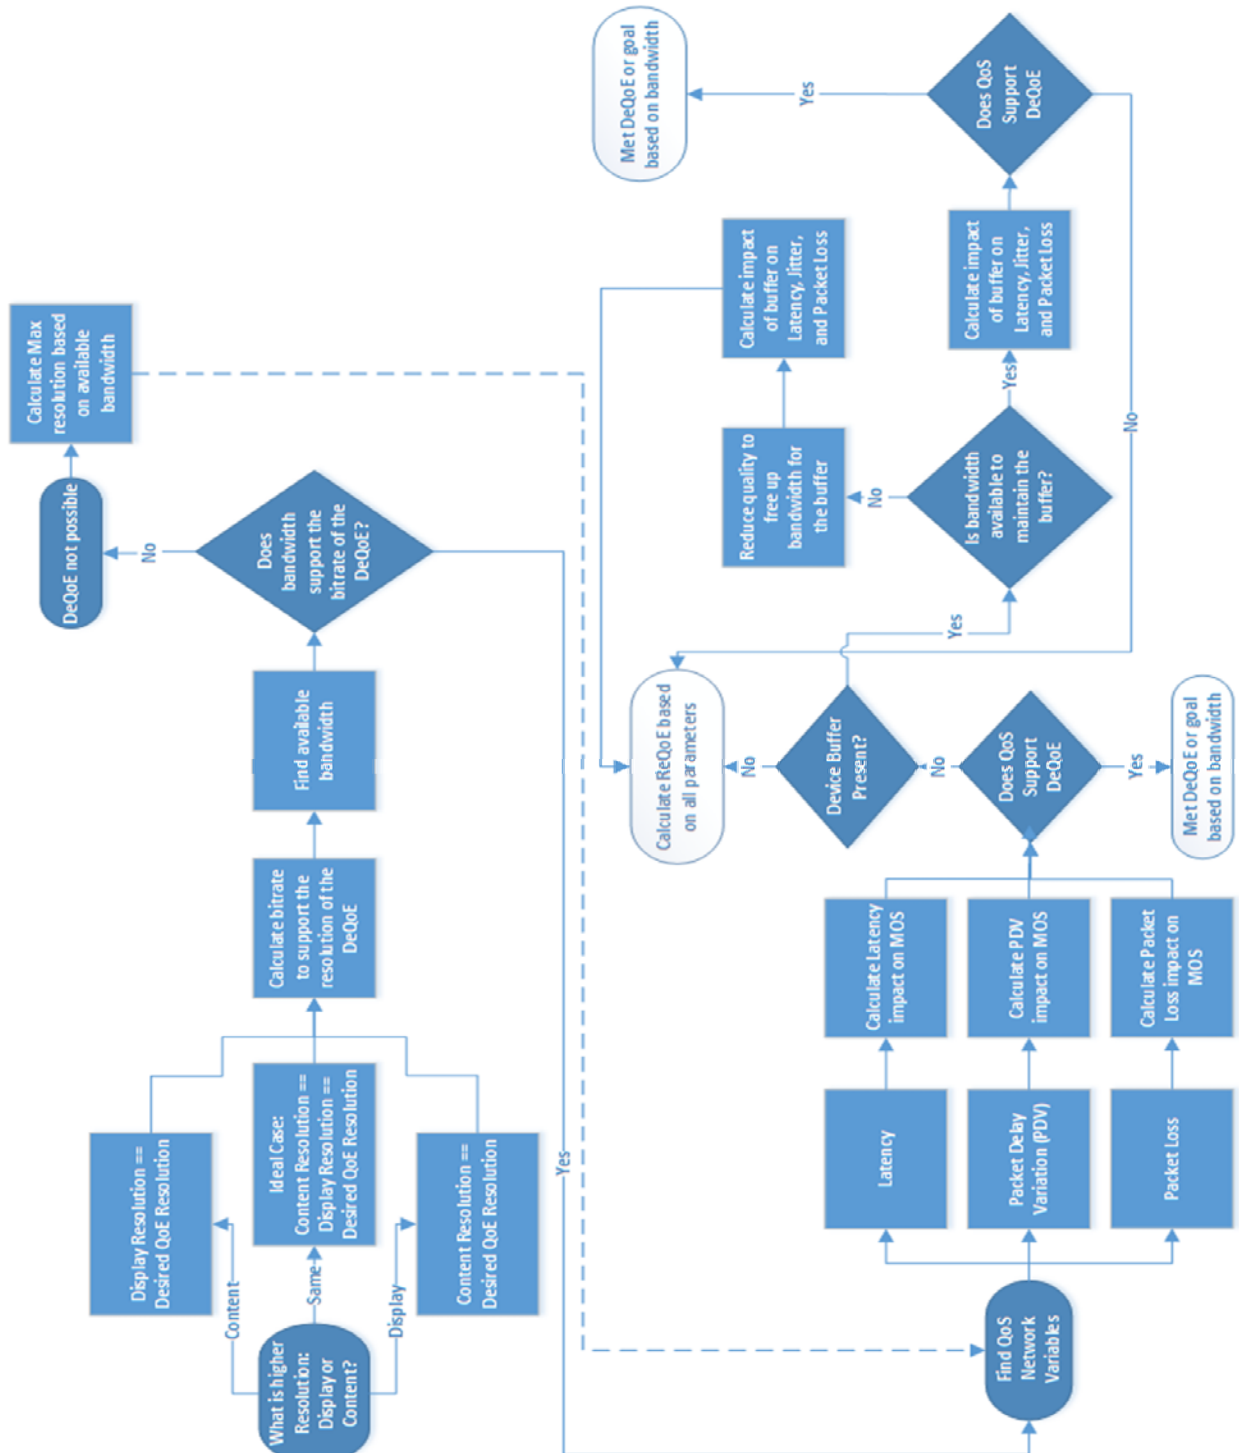 What is higher
Resolution:
Display or
Content?
Content
Same
Display
Display Resolution ==
Desired QoE Resolution
Ideal Case:
Content Resolution ==
Display Resolution ==
Desired QoE Resolution
Content Resolution ==
Desired QoE Resolution
Calculate bitrate
to support the
resolution of the
DeQoE
Find available
bandwidth
Does
bandwidth
support the
bitrate of the
DeQoE?
No
DeQoE not possible
Calculate Max
resolution based
on available
bandwidth
Yes
Find QoS
Network
Variables
Latency
Packet Delay
Variation (PDV)
Packet Loss
Calculate Latency
impact on MOS
Calculate PDV
impact on MOS
Calculate Packet
Loss impact on
MOS
Does QoS
Support
DeQoE
Yes
Met DeQoE or goal
based on bandwidth
No
Device Buffer
Present?
No
Calculate ReQoE based
on all parameters
Yes
Is bandwidth
available to
maintain the
buffer?
No
Reduce quality to
free up
bandwidth for
the buffer
Calculate impact
of buffer on
Latency, Jitter,
and Packet Loss
Yes
Calculate impact
of buffer on
Latency, Jitter,
and Packet Loss
Does QoS
Support
DeQoE
Yes
Met DeQoE or goal
based on bandwidth
No